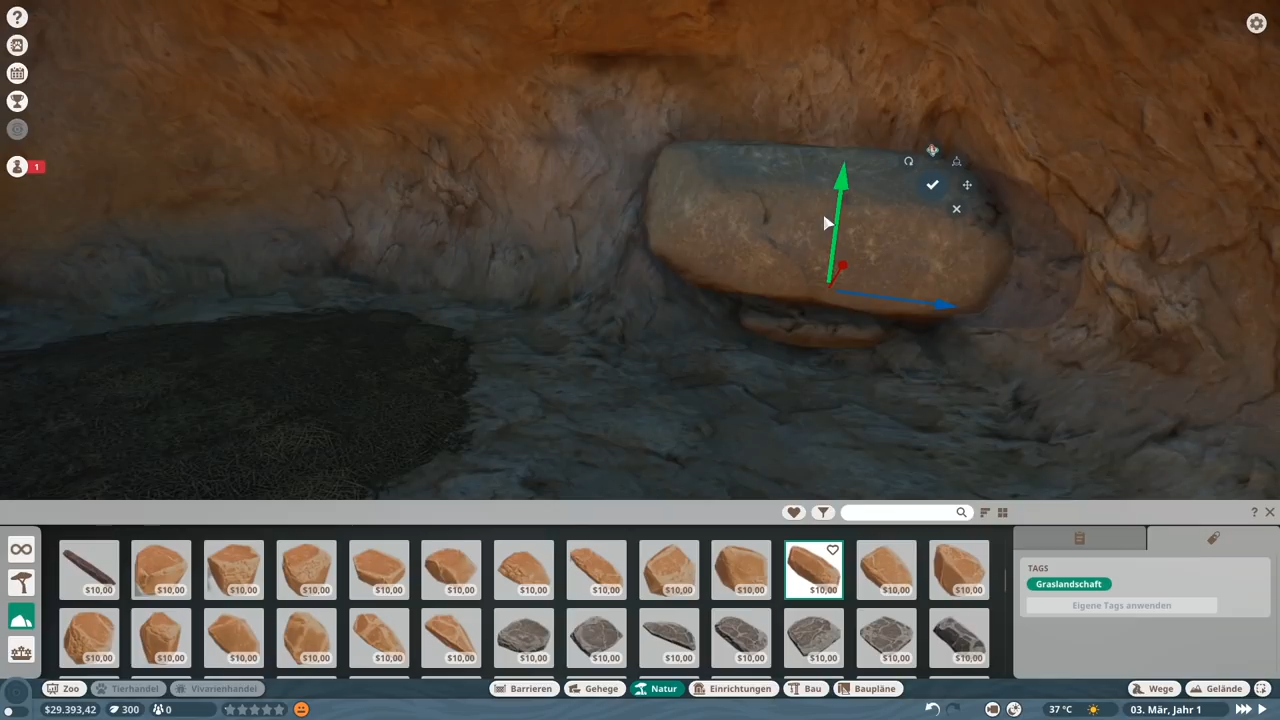 ?
1
? ×
$10,00 $10,00 $10,00 $10,00 $10,00 $10,00 $10,00 $10,00 $10,00 $10,00 $10,00 $10,00 $10,00
$10,00 $10,00 $10,00 $10,00 $10,00 $10,00 $10,00 $10,00 $10,00 $10,00 $10,00 $10,00 $10,00
TAGS
Graslandschaft
Eigene Tags anwenden
Zoo Tierhandel Vivarienhandel Barrieren Gehege Natur Einrichtungen Bau Baupläne Wege Gelände
$29.393,42 300 0 37 °C 03. Mär, Jahr 1